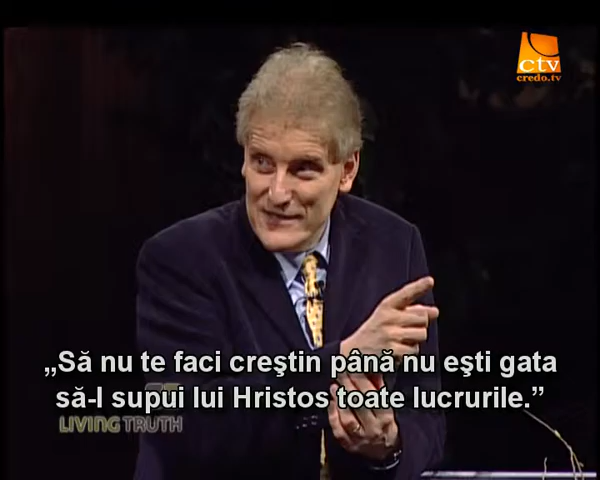 ctv
credo.tv
„Să nu te faci creştin până nu eşti gata
să-I supui lui Hristos toate lucrurile.”
LIVING TRUTH